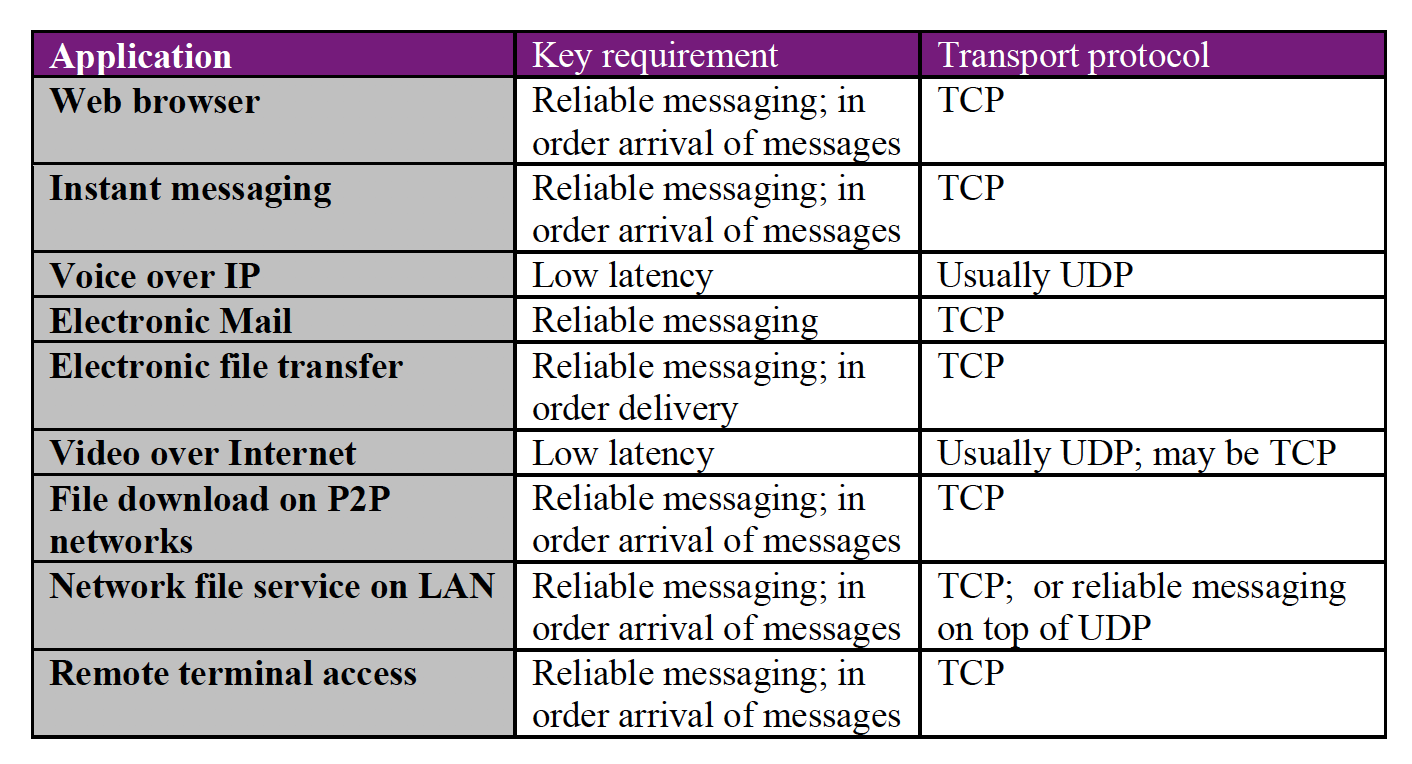 Application Key requirement Transport protocol
Web browser Reliable messaging; in TCP
order arrival of messages
Instant messaging Reliable messaging; in TCP
order arrival of messages
Voice over IP Low latency Usually UDP
Electronic Mail Reliable messaging TCP
Electronic file transfer Reliable messaging; in TCP
order delivery
Video over Internet Low latency Usually UDP; may be TCP
File download on P2P Reliable messaging; in TCP
networks order arrival of messages
Network file service on LAN Reliable messaging; in TCP;  or reliable messaging
order arrival of messages on top of UDP
Remote terminal access Reliable messaging; in TCP
order arrival of messages